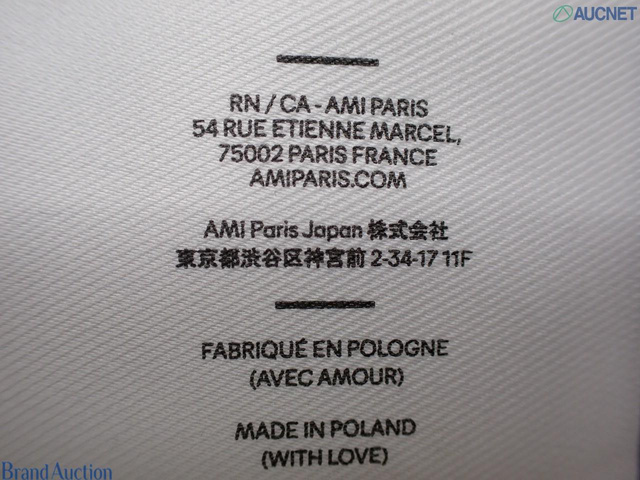 AUCNET
RN / CA - AMI PARIS
54 RUE ETIENNE MARCEL,
75002 PARIS FRANCE
AMIPARIS.COM
AMI Paris Japan 株式会社
東京都渋谷区神宮前 2-34-17 11F
FABRIQUÉ EN POLOGNE
(AVEC AMOUR)
MADE IN POLAND
(WITH LOVE)
Brand Auction